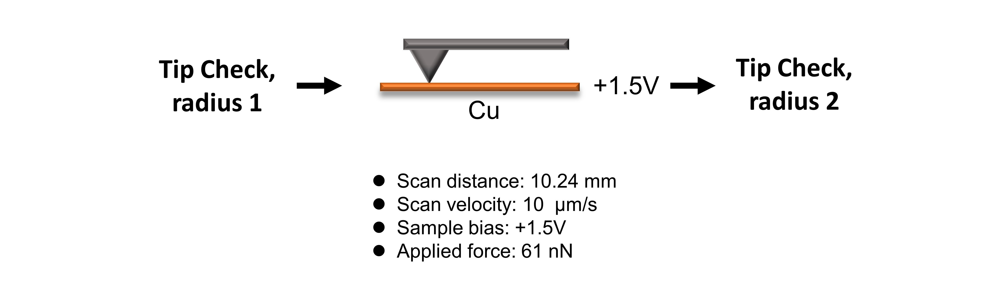 Tip Check,
radius 1
+1.5V
Cu
Tip Check,
radius 2
● Scan distance: 10.24 mm
● Scan velocity: 10  µm/s
● Sample bias: +1.5V
● Applied force: 61 nN